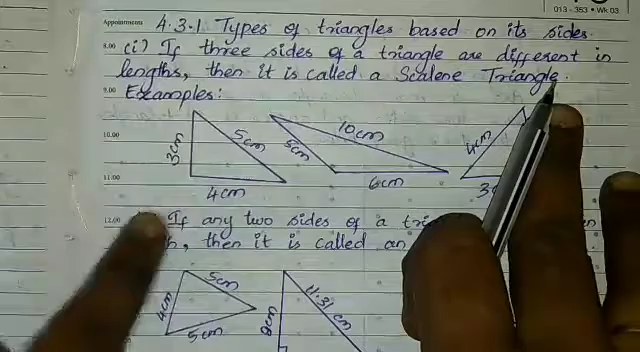 Appointments
013 - 353 • Wk 03
4.3.1 Types of triangles based on its sides.
8.00 (i) If three sides of a triangle are different in
lengths, then it is called a Scalene Triangle.
9.00 Examples:
10.00
3cm 5cm 4cm
5cm 10cm 6cm
4cm
11.00
12.00 If any two sides of a
then it is called an
4cm 5cm 5cm
8cm 11.31 cm